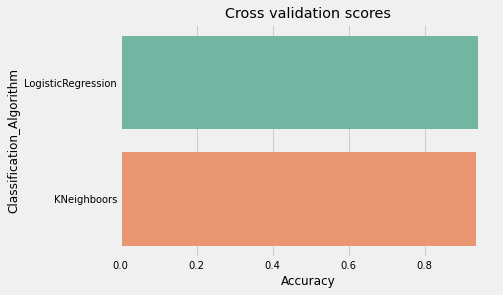 Cross validation scores
Classification_Algorithm
LogisticRegression
KNeighboors
0.0 0.2 0.4 0.6 0.8
Accuracy